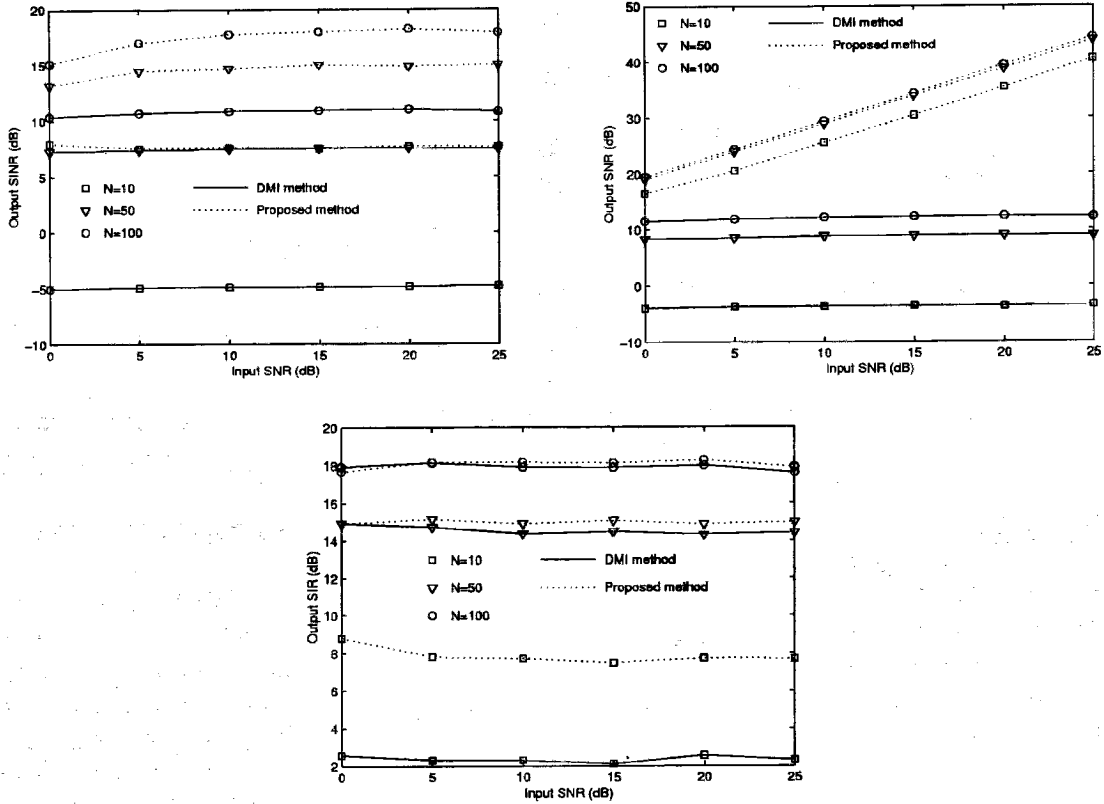 20
15
10
5
0
−5
−10
Output SINR (dB)
N=10
N=50
N=100
DMI method
Proposed method
0
5
10
15
20
25
Input SNR (dB)
50
40
30
20
10
0
−10
Output SNR (dB)
N=10
N=50
N=100
DMI method
Proposed method
0
5
10
15
20
25
Input SNR (dB)
20
18
16
14
12
10
8
6
4
2
Output SIR (dB)
N=10
N=50
N=100
DMI method
Proposed method
0
5
10
15
20
25
Input SNR (dB)